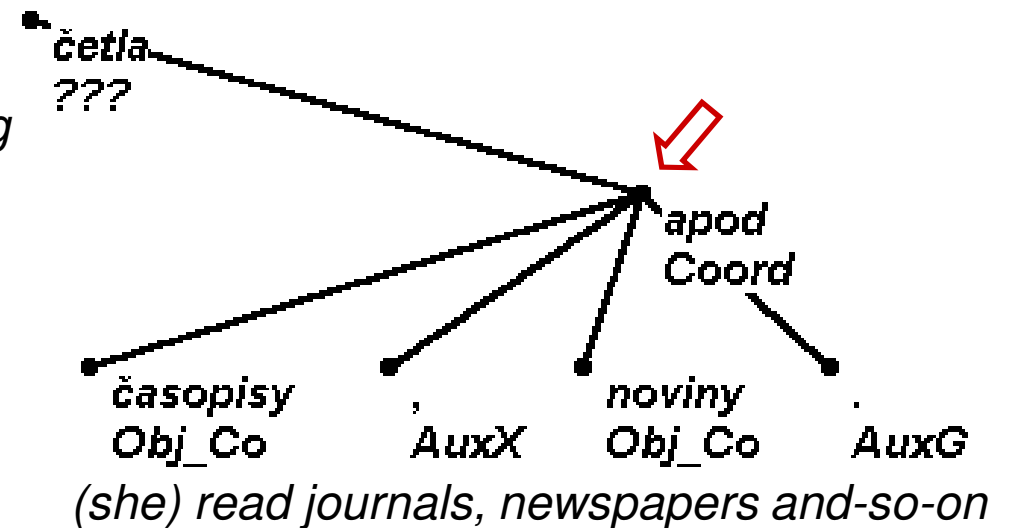 četla
???
g
apod
Coord
časopisy , noviny .
Obj_Co AuxX Obj_Co AuxG
(she) read journals, newspapers and-so-on